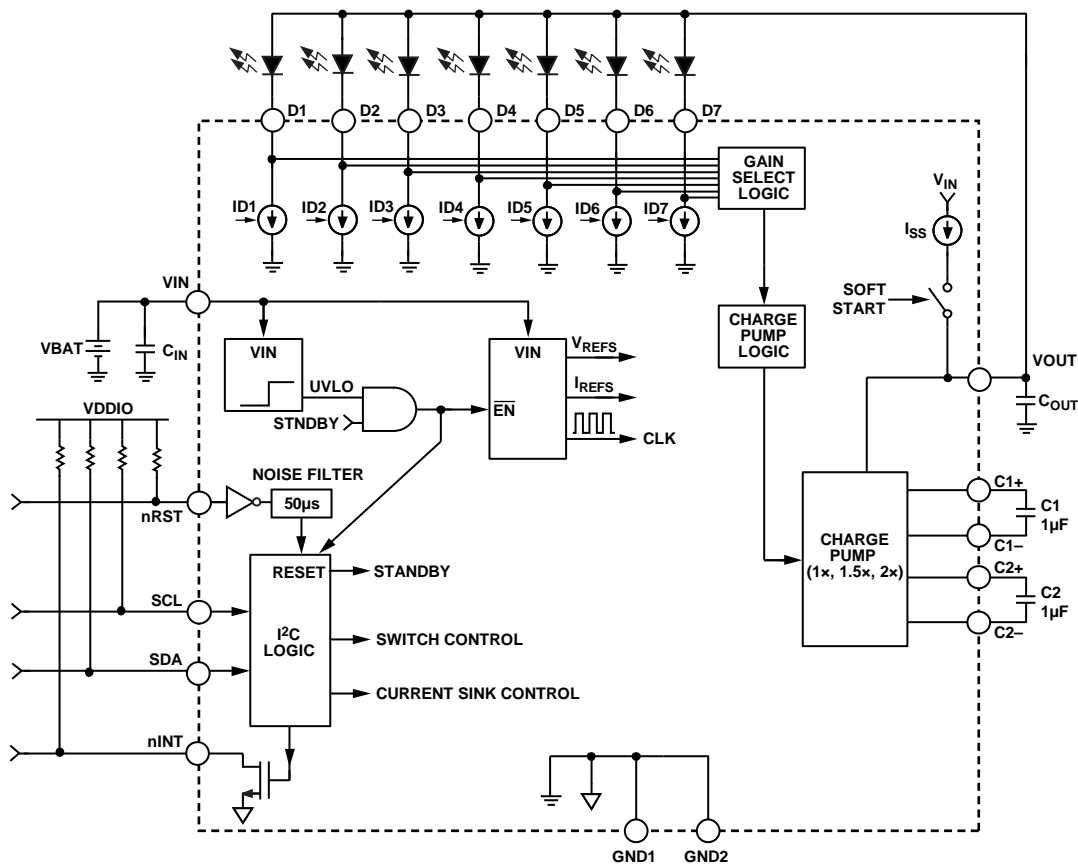 D1 D2 D3 D4 D5 D6 D7
GAIN
SELECT
LOGIC
VIN
ISS
ID1 ID2 ID3 ID4 ID5 ID6 ID7
SOFT
START
VIN
VBAT
CIN
VIN
UVLO
STNDBY
VIN
EN
VREFS
IREFS
CLK
CHARGE
PUMP
LOGIC
VOUT
COUT
VDDIO
NOISE FILTER
50µs
nRST
RESET
I²C
LOGIC
STANDBY
SWITCH CONTROL
CURRENT SINK CONTROL
SCL
SDA
nINT
CHARGE
PUMP
(1×, 1.5×, 2×)
C1+
C1
1µF
C1–
C2+
C2
1µF
C2–
GND1 GND2